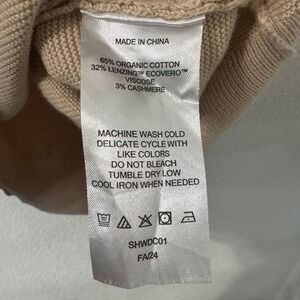 MADE IN CHINA
65% ORGANIC COTTON
32% LENZING™ ECOVERO™
VISCOSE
3% CASHMERE
MACHINE WASH COLD
DELICATE CYCLE WITH
LIKE COLORS
DO NOT BLEACH
TUMBLE DRY LOW
COOL IRON WHEN NEEDED
SHWDC01
FA/24